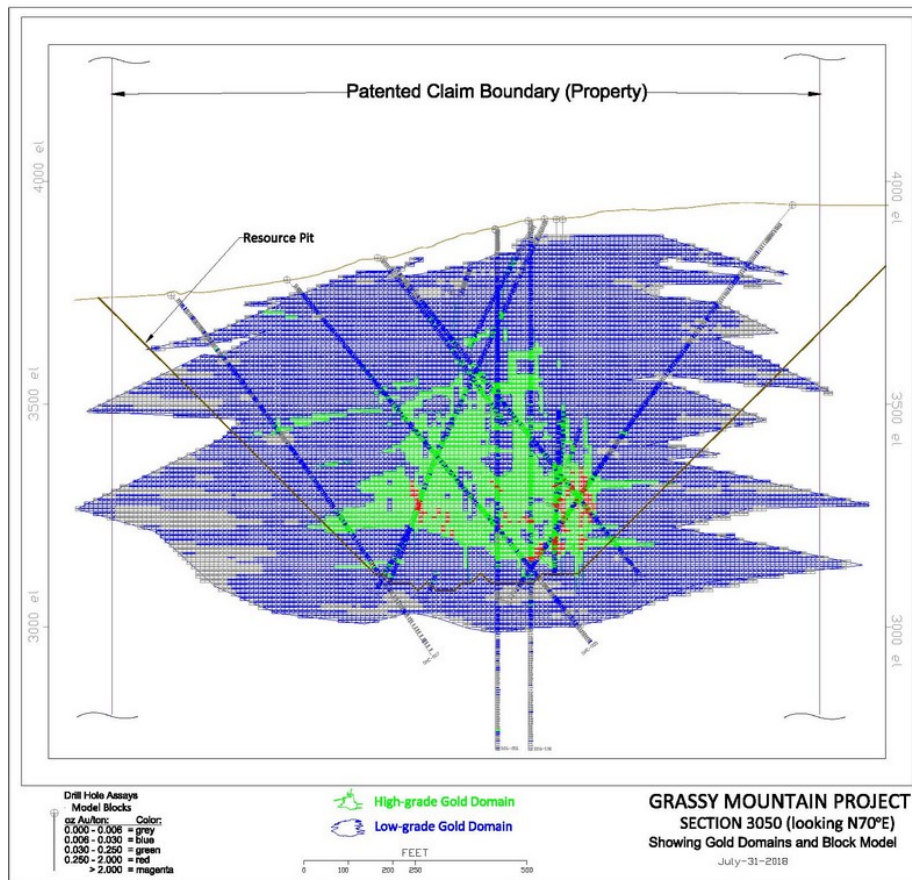 Patented Claim Boundary (Property)
4000 el
4000 el
Resource Pit
3500 el
3500 el
3000 el
3000 el
Drill Hole Assays
Model Blocks
oz Au/ton: Color:
0.000 - 0.006 = grey
0.006 - 0.030 = blue
0.030 - 0.250 = green
0.250 - 2.000 = red
> 2.000 = magenta
High-grade Gold Domain
Low-grade Gold Domain
FEET
0 100 200 250 500
GRASSY MOUNTAIN PROJECT
SECTION 3050 (looking N70°E)
Showing Gold Domains and Block Model
July-31-2018